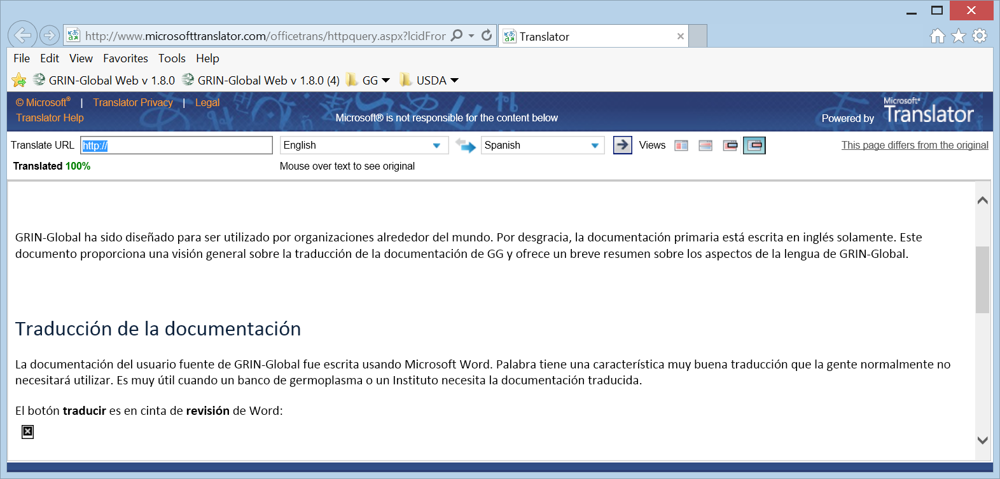 http://www.microsofttranslator.com/officetrans/httpquery.aspx?lcidFror
Translator
File Edit View Favorites Tools Help
GRIN-Global Web v 1.8.0 GRIN-Global Web v 1.8.0 (4) GG USDA
© Microsoft® | Translator Privacy | Legal
Translator Help
Microsoft® is not responsible for the content below
Powered by Microsoft® Translator
Translate URL http:// English Spanish Views This page differs from the original
Translated 100% Mouse over text to see original
GRIN-Global ha sido diseñado para ser utilizado por organizaciones alrededor del mundo. Por desgracia, la documentación primaria está escrita en inglés solamente. Este
documento proporciona una visión general sobre la traducción de la documentación de GG y ofrece un breve resumen sobre los aspectos de la lengua de GRIN-Global.
Traducción de la documentación
La documentación del usuario fuente de GRIN-Global fue escrita usando Microsoft Word. Palabra tiene una característica muy buena traducción que la gente normalmente no
necesitará utilizar. Es muy útil cuando un banco de germoplasma o un Instituto necesita la documentación traducida.
El botón traducir es en cinta de revisión de Word: